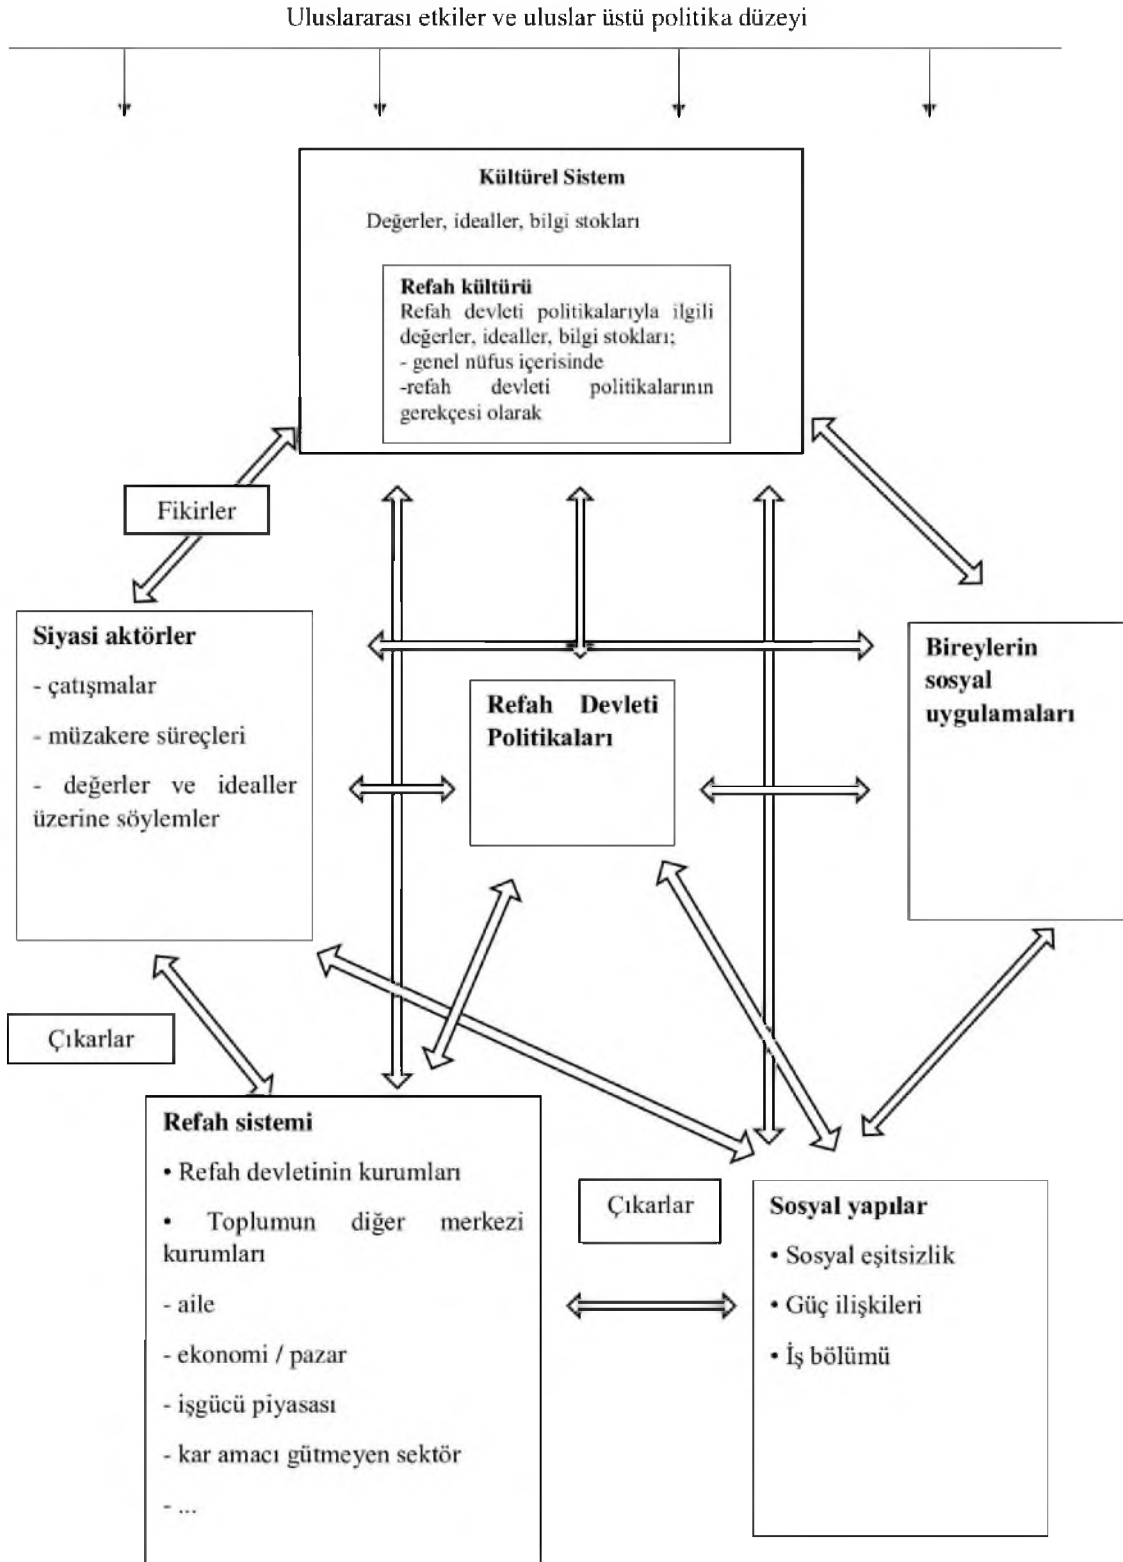 Uluslararası etkiler ve uluslar üstü politika düzeyi
Kültürel Sistem
Değerler, idealler, bilgi stokları
Refah kültürü
Refah devleti politikalarıyla ilgili
değerler, idealler, bilgi stokları;
- genel nüfus içerisinde
-refah devleti politikalarının
gerekçesi olarak
Fikirler
Siyasi aktörler
- çatışmalar
- müzakere süreçleri
- değerler ve idealler
üzerine söylemler
Refah Devleti
Politikaları
Bireylerin
sosyal
uygulamaları
Çıkarlar
Refah sistemi
• Refah devletinin kurumları
• Toplumun diğer merkezi
kurumları
- aile
- ekonomi / pazar
- işgücü piyasası
- kar amacı gütmeyen sektör
- ...
Çıkarlar
Sosyal yapılar
• Sosyal eşitsizlik
• Güç ilişkileri
• İş bölümü